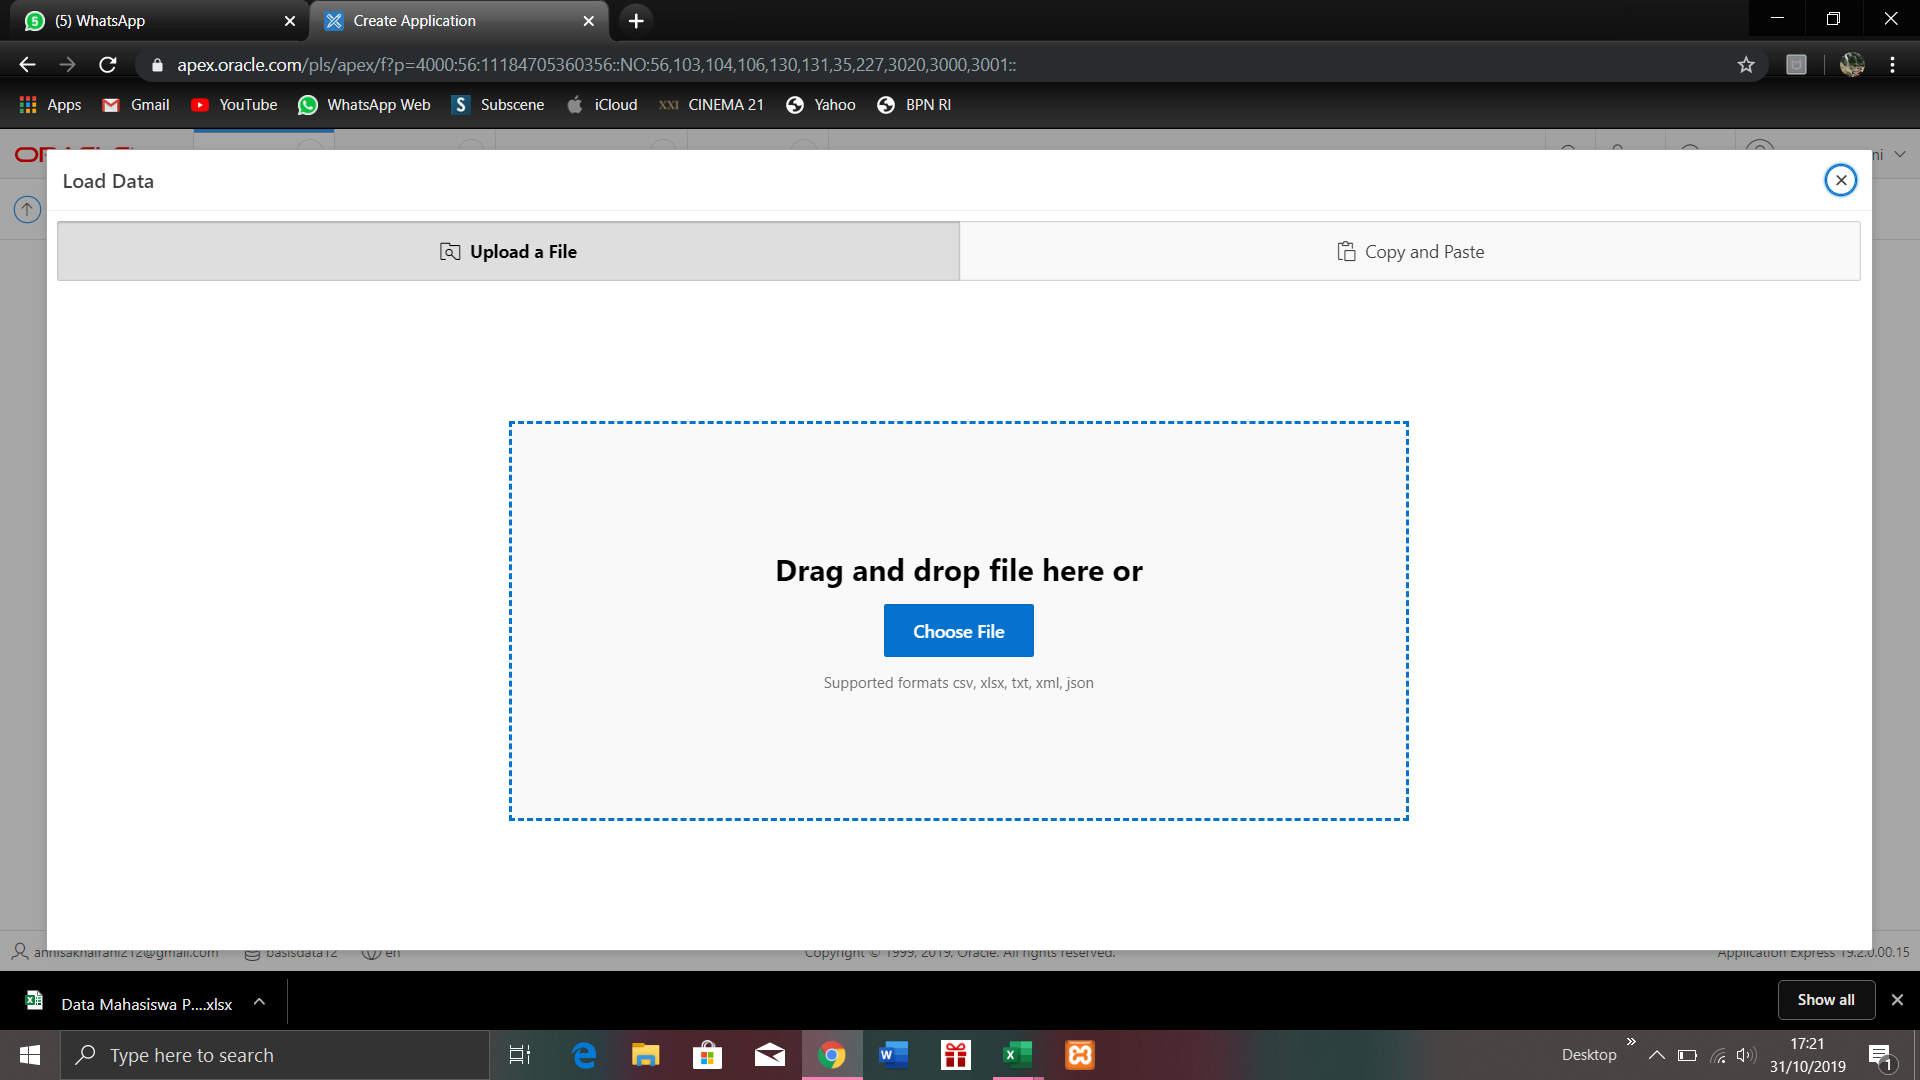 (5) WhatsApp
Create Application
apex.oracle.com/pls/apex/f?p=4000:56:11184705360356::NO:56,103,104,106,130,131,35,227,3020,3000,3001::
Apps
Gmail
YouTube
WhatsApp Web
Subscene
iCloud
XXI
CINEMA 21
Yahoo
BPN RI
ni
Load Data
Upload a File
Copy and Paste
Drag and drop file here or
Choose File
Supported formats csv, xlsx, txt, xml, json
annisakhairani212@gmail.com
basisdata12
en
Copyright © 1999, 2019, Oracle. All rights reserved.
Application Express 19.2.0.00.15
Data Mahasiswa P....xlsx
Show all
Type here to search
Desktop
17:21
31/10/2019
1